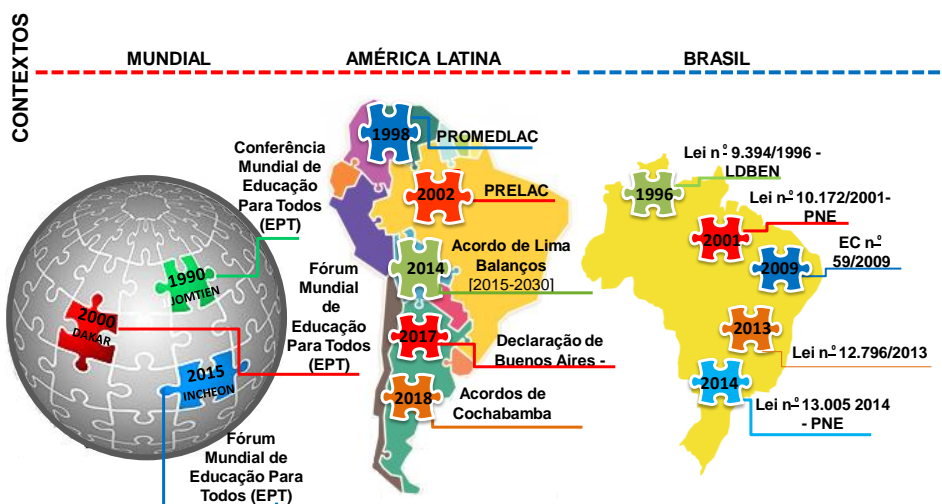 CONTEXTOS
MUNDIAL
AMÉRICA LATINA
BRASIL
Conferência
Mundial de
Educação
Para Todos
(EPT)
1990
JOMTIEN
2000
DAKAR
Fórum
Mundial
de
Educação
Para Todos
(EPT)
2015
INCHEON
Fórum
Mundial de
Educação Para
Todos (EPT)
1998
PROMEDLAC
2002
PRELAC
2014
Acordo de Lima
Balanços
[2015-2030]
2017
Declaração de
Buenos Aires -
2018
Acordos de
Cochabamba
Lei nº 9.394/1996 -
LDBEN
1996
Lei nº 10.172/2001-
PNE
2001
EC nº
59/2009
2009
2013
Lei nº 12.796/2013
2014
Lei nº 13.005 2014
- PNE